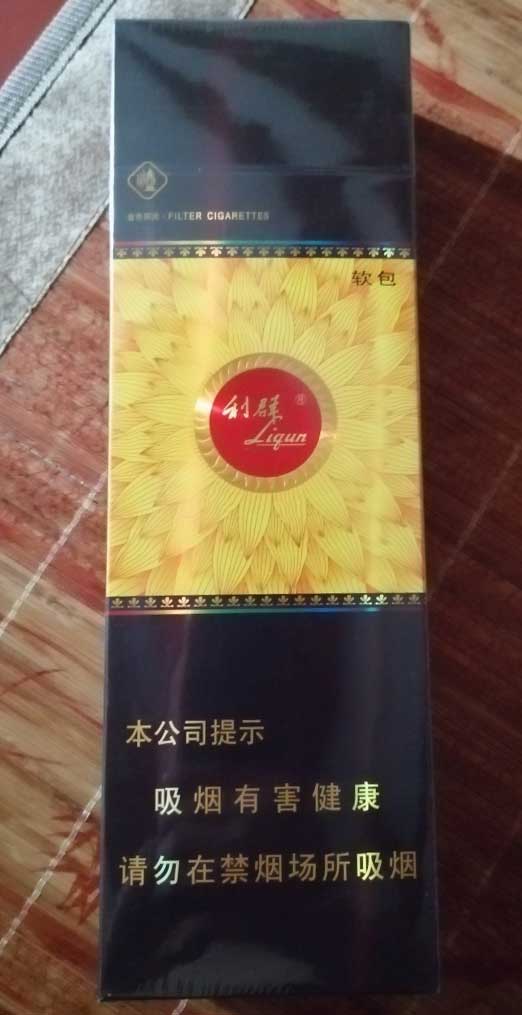 FILTER CIGARETTES
软包
利群 ®
Liqun
本公司提示
吸烟有害健康
请勿在禁烟场所吸烟